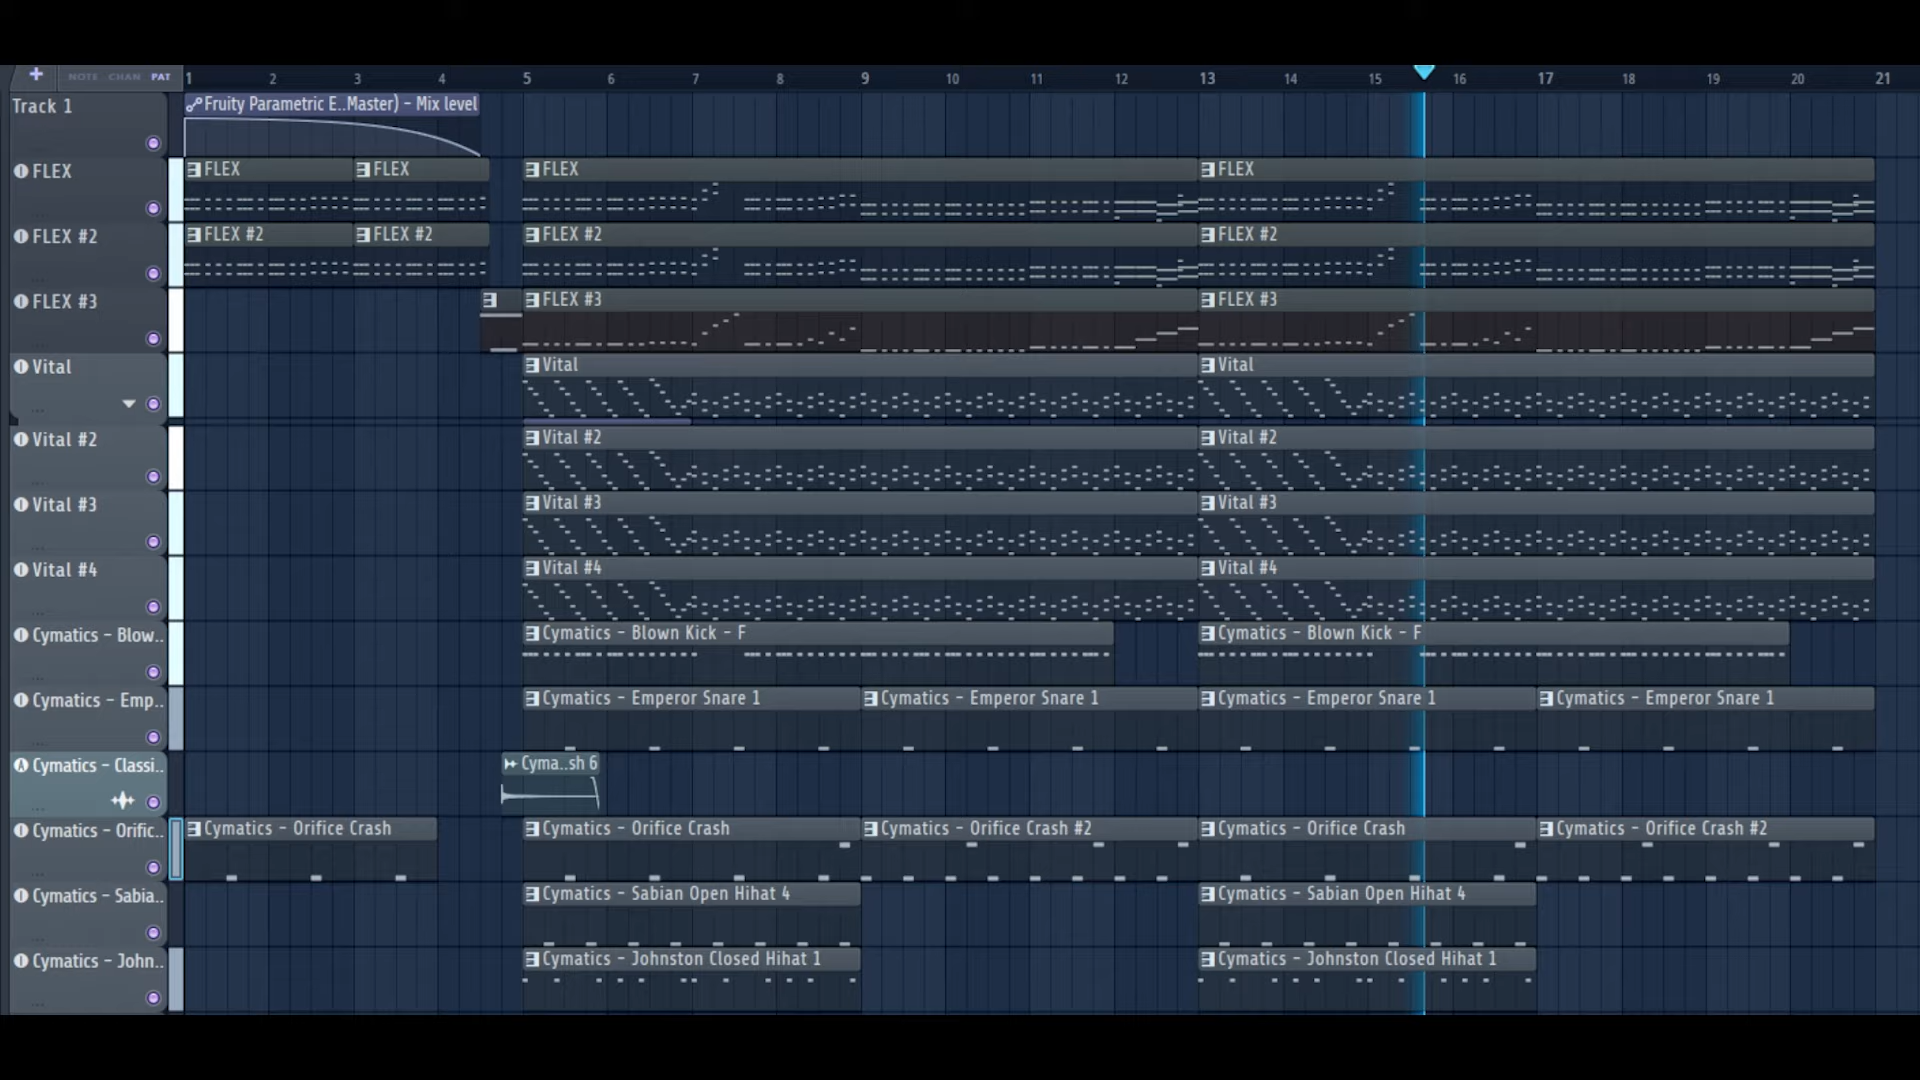 + NOTE CHAN PAT 1 2 3 4 5 6 7 8 9 10 11 12 13 14 15 16 17 18 19 20 21
Track 1 Fruity Parametric E..Master) - Mix level
FLEX FLEX FLEX FLEX FLEX
FLEX #2 FLEX #2 FLEX #2 FLEX #2 FLEX #2
FLEX #3 FLEX #3 FLEX #3
Vital Vital Vital
Vital #2 Vital #2 Vital #2
Vital #3 Vital #3 Vital #3
Vital #4 Vital #4 Vital #4
Cymatics - Blow.. Cymatics - Blown Kick - F Cymatics - Blown Kick - F
Cymatics - Emp.. Cymatics - Emperor Snare 1 Cymatics - Emperor Snare 1 Cymatics - Emperor Snare 1 Cymatics - Emperor Snare 1
Cymatics - Classi.. Cyma..sh 6
Cymatics - Orific.. Cymatics - Orifice Crash Cymatics - Orifice Crash Cymatics - Orifice Crash #2 Cymatics - Orifice Crash Cymatics - Orifice Crash #2
Cymatics - Sabia.. Cymatics - Sabian Open Hihat 4 Cymatics - Sabian Open Hihat 4
Cymatics - John.. Cymatics - Johnston Closed Hihat 1 Cymatics - Johnston Closed Hihat 1